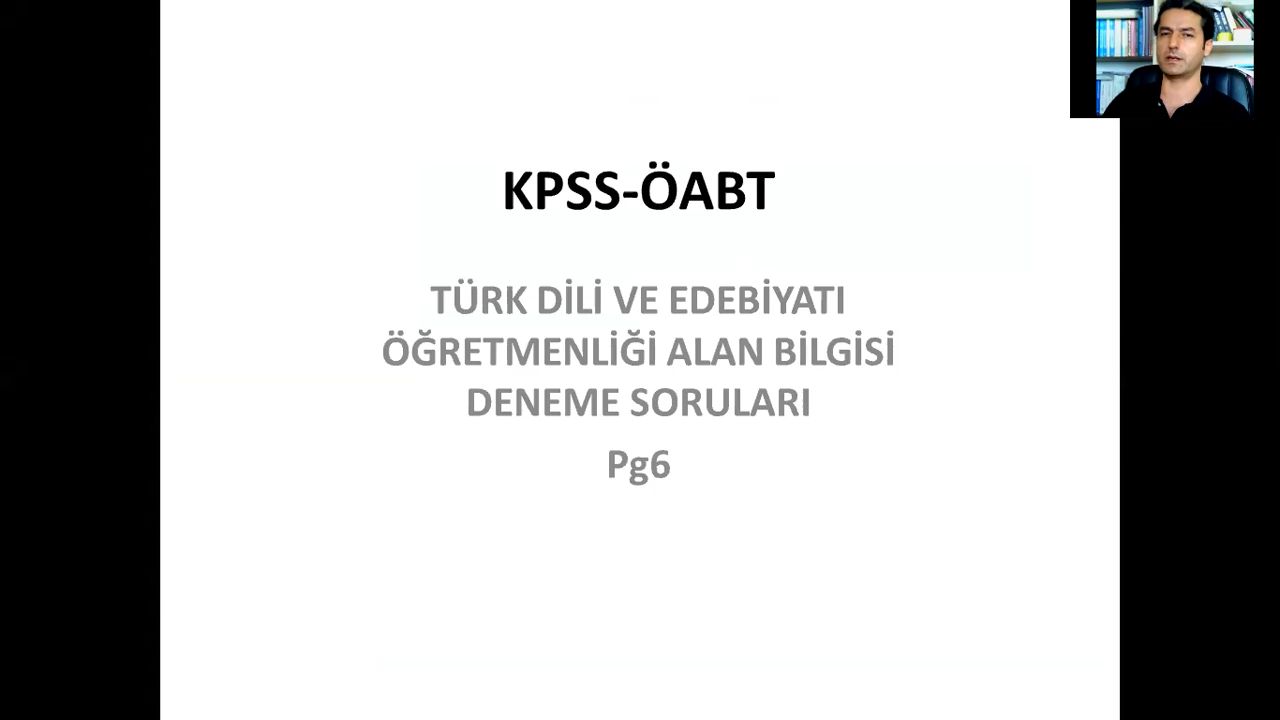 KPSS-ÖABT
TÜRK DİLİ VE EDEBİYATI
ÖĞRETMENLİĞİ ALAN BİLGİSİ
DENEME SORULARI
Pg6